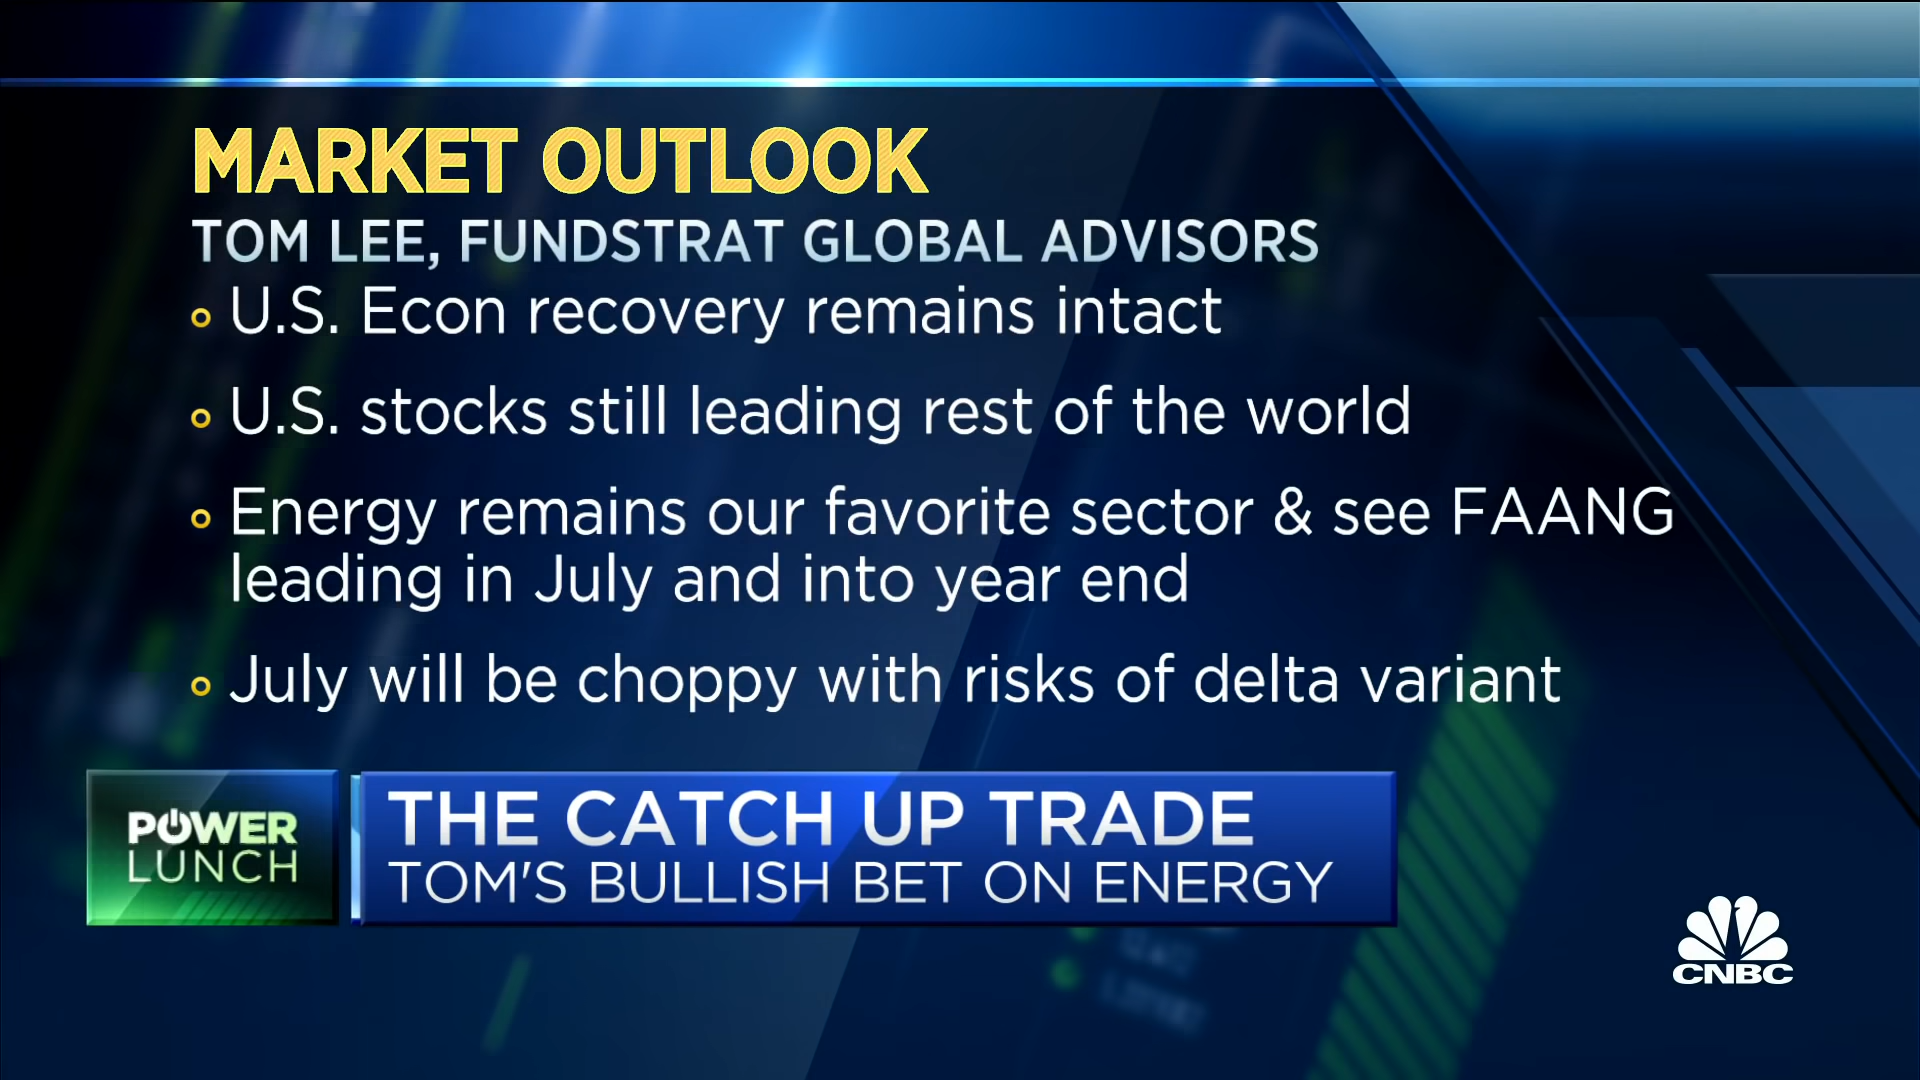 MARKET OUTLOOK
TOM LEE, FUNDSTRAT GLOBAL ADVISORS
U.S. Econ recovery remains intact
U.S. stocks still leading rest of the world
Energy remains our favorite sector & see FAANG
leading in July and into year end
July will be choppy with risks of delta variant
POWER
LUNCH
THE CATCH UP TRADE
TOM'S BULLISH BET ON ENERGY
CNBC